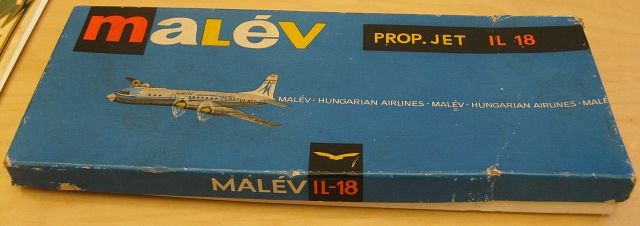 malév
PROP. JET IL 18
MALÉV · HUNGARIAN AIRLINES · MALÉV · HUNGARIAN AIRLINES · MALÉ
MALÉV IL-18